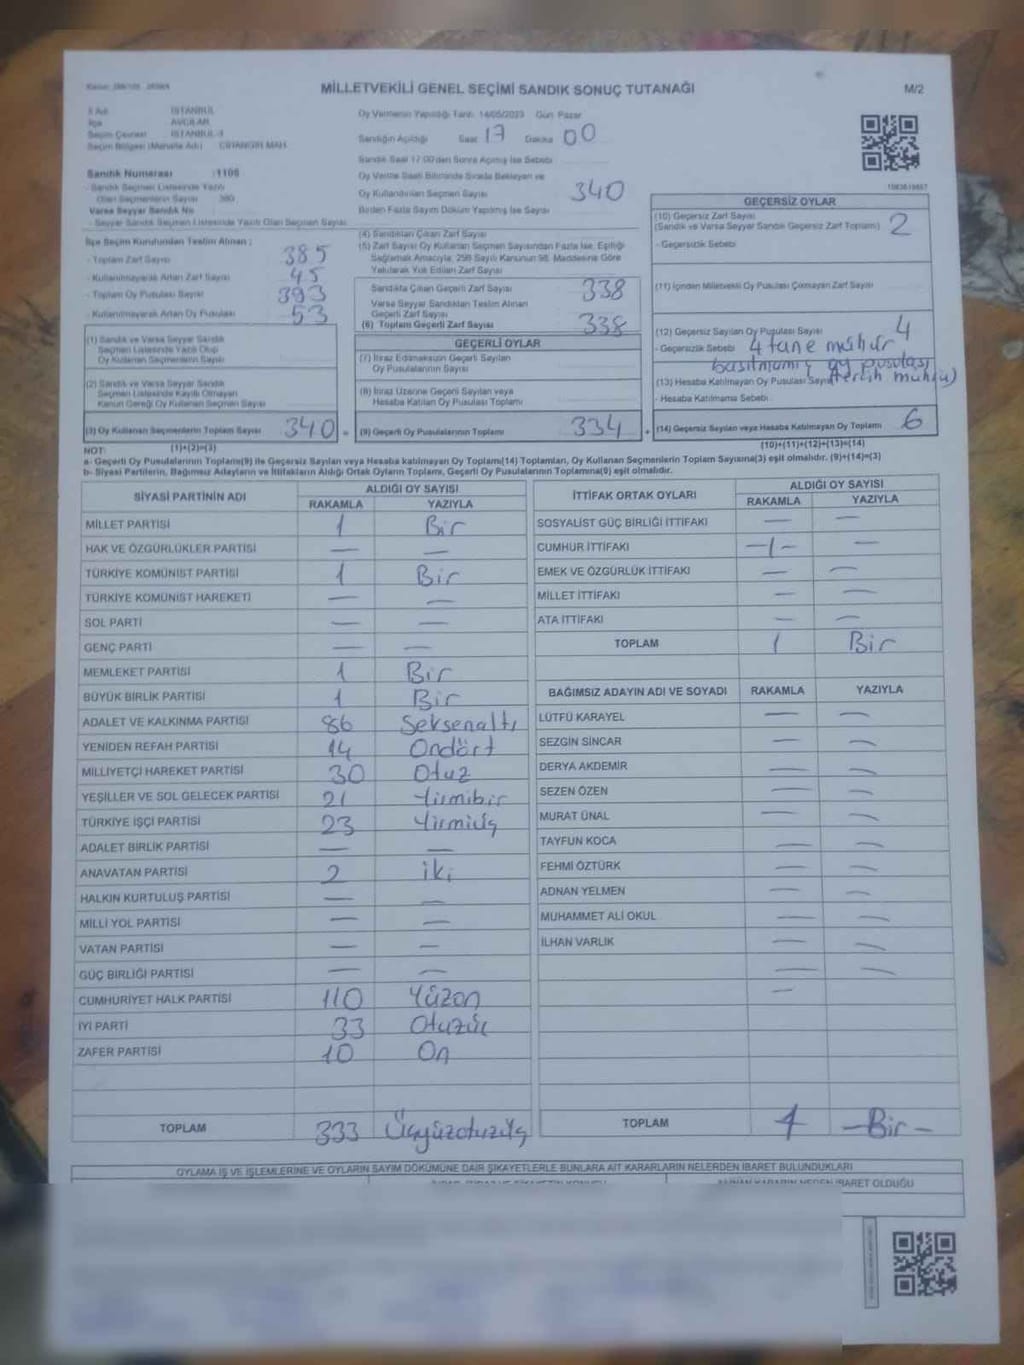 MİLLETVEKİLİ GENEL SEÇİMİ SANDIK SONUÇ TUTANAĞI
M/2
İli Adı İSTANBUL
İlçe AVCILAR
Seçim Çevresi İSTANBUL-3
Seçim Bölgesi (Mahalle Adı) CİHANGİR MAH.
Sandık Numarası :1106
- Sandık Seçmen Listesinde Yazılı
Olan Seçmenlerin Sayısı 380
Varsa Seyyar Sandık No
- Seyyar Sandık Seçmen Listesinde Yazılı Olan Seçmen Sayısı
Oy Vermenin Yapıldığı Tarih: 14/05/2023 Gün: Pazar
Sandığın Açıldığı Saat 17 Dakika 00
Sandık Saat 17:00'den Sonra Açılmış İse Sebebi
Oy Verme Saati Bitiminde Sırada Bekleyen ve
Oy Kullandırılan Seçmen Sayısı 340
Birden Fazla Sayım Döküm Yapılmış İse Sayısı
İlçe Seçim Kurulundan Teslim Alınan ;
- Toplam Zarf Sayısı 385
- Kullanılmayarak Artan Zarf Sayısı 45
- Toplam Oy Pusulası Sayısı 393
- Kullanılmayarak Artan Oy Pusulası 53
(1) Sandık ve Varsa Seyyar Sandık
Seçmen Listesinde Yazılı Olup
Oy Kullanan Seçmenlerin Sayısı
(2) Sandık ve Varsa Seyyar Sandık
Seçmen Listesinde Kayıtlı Olmayan
Kanun Gereği Oy Kullanan Seçmen Sayısı
(3) Oy Kullanan Seçmenlerin Toplam Sayısı 340 =
(1)+(2)=(3)
(4) Sandıktan Çıkan Zarf Sayısı
(5) Zarf Sayısı Oy Kullanan Seçmen Sayısından Fazla İse, Eşitliği
Sağlamak Amacıyla, 298 Sayılı Kanunun 98. Maddesine Göre
Yakılarak Yok Edilen Zarf Sayısı
Sandıkta Çıkan Geçerli Zarf Sayısı 338
Varsa Seyyar Sandıktan Teslim Alınan
Geçerli Zarf Sayısı
(6) Toplam Geçerli Zarf Sayısı 338
GEÇERLİ OYLAR
(7) İtiraz Edilmeksizin Geçerli Sayılan
Oy Pusulalarının Sayısı
(8) İtiraz Üzerine Geçerli Sayılan veya
Hesaba Katılan Oy Pusulası Toplamı
(9) Geçerli Oy Pusulalarının Toplamı 334 +
GEÇERSİZ OYLAR
(10) Geçersiz Zarf Sayısı
(Sandık ve Varsa Seyyar Sandık Geçersiz Zarf Toplamı) 2
- Geçersizlik Sebebi
(11) İçinden Milletvekili Oy Pusulası Çıkmayan Zarf Sayısı
(12) Geçersiz Sayılan Oy Pusulası Sayısı 4
- Geçersizlik Sebebi 4 tane mühür
basılmamış oy pusulası
(tercih mührü)
(13) Hesaba Katılmayan Oy Pusulası Sayısı
- Hesaba Katılmama Sebebi
(14) Geçersiz Sayılan veya Hesaba Katılmayan Oy Toplamı 6
(10)+(11)+(12)+(13)=(14)
NOT:
a- Geçerli Oy Pusulalarının Toplamı(9) ile Geçersiz Sayılan veya Hesaba katılmayan Oy Toplamı(14) Toplamları, Oy Kullanan Seçmenlerin Toplam Sayısına(3) eşit olmalıdır. (9)+(14)=(3)
b- Siyasi Partilerin, Bağımsız Adayların ve İttifakların Aldığı Ortak Oyların Toplamı, Geçerli Oy Pusulalarının Toplamına(9) eşit olmalıdır.
SİYASİ PARTİNİN ADI ALDIĞI OY SAYISI
RAKAMLA YAZIYLA
MİLLET PARTİSİ 1 Bir
HAK VE ÖZGÜRLÜKLER PARTİSİ — —
TÜRKİYE KOMÜNİST PARTİSİ 1 Bir
TÜRKİYE KOMÜNİST HAREKETİ — —
SOL PARTİ — —
GENÇ PARTİ — —
MEMLEKET PARTİSİ 1 Bir
BÜYÜK BİRLİK PARTİSİ 1 Bir
ADALET VE KALKINMA PARTİSİ 86 Seksenaltı
YENİDEN REFAH PARTİSİ 14 Ondört
MİLLİYETÇİ HAREKET PARTİSİ 30 Otuz
YEŞİLLER VE SOL GELECEK PARTİSİ 21 Yirmibir
TÜRKİYE İŞÇİ PARTİSİ 23 Yirmiüç
ADALET BİRLİK PARTİSİ — —
ANAVATAN PARTİSİ 2 iki
HALKIN KURTULUŞ PARTİSİ — —
MİLLİ YOL PARTİSİ — —
VATAN PARTİSİ — —
GÜÇ BİRLİĞİ PARTİSİ — —
CUMHURİYET HALK PARTİSİ 110 Yüzon
İYİ PARTİ 33 Otuzüç
ZAFER PARTİSİ 10 On
TOPLAM 333 Üçyüzotuzüç
İTTİFAK ORTAK OYLARI ALDIĞI OY SAYISI
RAKAMLA YAZIYLA
SOSYALİST GÜÇ BİRLİĞİ İTTİFAKI — —
CUMHUR İTTİFAKI -1- —
EMEK VE ÖZGÜRLÜK İTTİFAKI — —
MİLLET İTTİFAKI — —
ATA İTTİFAKI — —
TOPLAM 1 Bir
BAĞIMSIZ ADAYIN ADI VE SOYADI RAKAMLA YAZIYLA
LÜTFÜ KARAYEL — —
SEZGİN SİNCAR — —
DERYA AKDEMİR — —
SEZEN ÖZEN — —
MURAT ÜNAL — —
TAYFUN KOCA — —
FEHMİ ÖZTÜRK — —
ADNAN YELMEN — —
MUHAMMET ALİ OKUL — —
İLHAN VARLIK — —
— —
—
TOPLAM 1 -Bir-
OYLAMA İŞ VE İŞLEMLERİNE VE OYLARIN SAYIM DÖKÜMÜNE DAİR ŞİKAYETLERLE BUNLARA AİT KARARLARIN NELERDEN İBARET BULUNDUKLARI